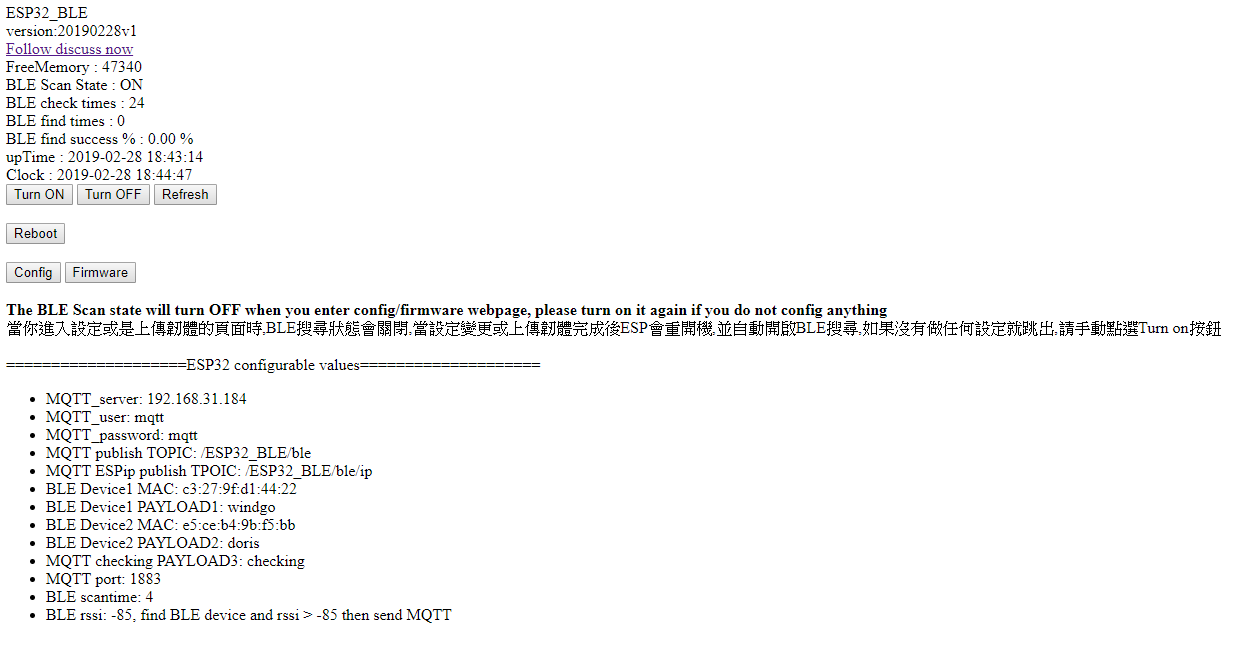 ESP32_BLE
version:20190228v1
Follow discuss now
FreeMemory : 47340
BLE Scan State : ON
BLE check times : 24
BLE find times : 0
BLE find success % : 0.00 %
upTime : 2019-02-28 18:43:14
Clock : 2019-02-28 18:44:47
Turn ON Turn OFF Refresh
Reboot
Config Firmware
The BLE Scan state will turn OFF when you enter config/firmware webpage, please turn on it again if you do not config anything
當你進入設定或是上傳韌體的頁面時,BLE搜尋狀態會關閉,當設定變更或上傳韌體完成後ESP會重開機,並自動開啟BLE搜尋,如果沒有做任何設定就跳出,請手動點選Turn on按鈕
====================ESP32 configurable values====================
• MQTT_server: 192.168.31.184
• MQTT_user: mqtt
• MQTT_password: mqtt
• MQTT publish TOPIC: /ESP32_BLE/ble
• MQTT ESPip publish TPOIC: /ESP32_BLE/ble/ip
• BLE Device1 MAC: c3:27:9f:d1:44:22
• BLE Device1 PAYLOAD1: windgo
• BLE Device2 MAC: e5:ce:b4:9b:f5:bb
• BLE Device2 PAYLOAD2: doris
• MQTT checking PAYLOAD3: checking
• MQTT port: 1883
• BLE scantime: 4
• BLE rssi: -85, find BLE device and rssi > -85 then send MQTT